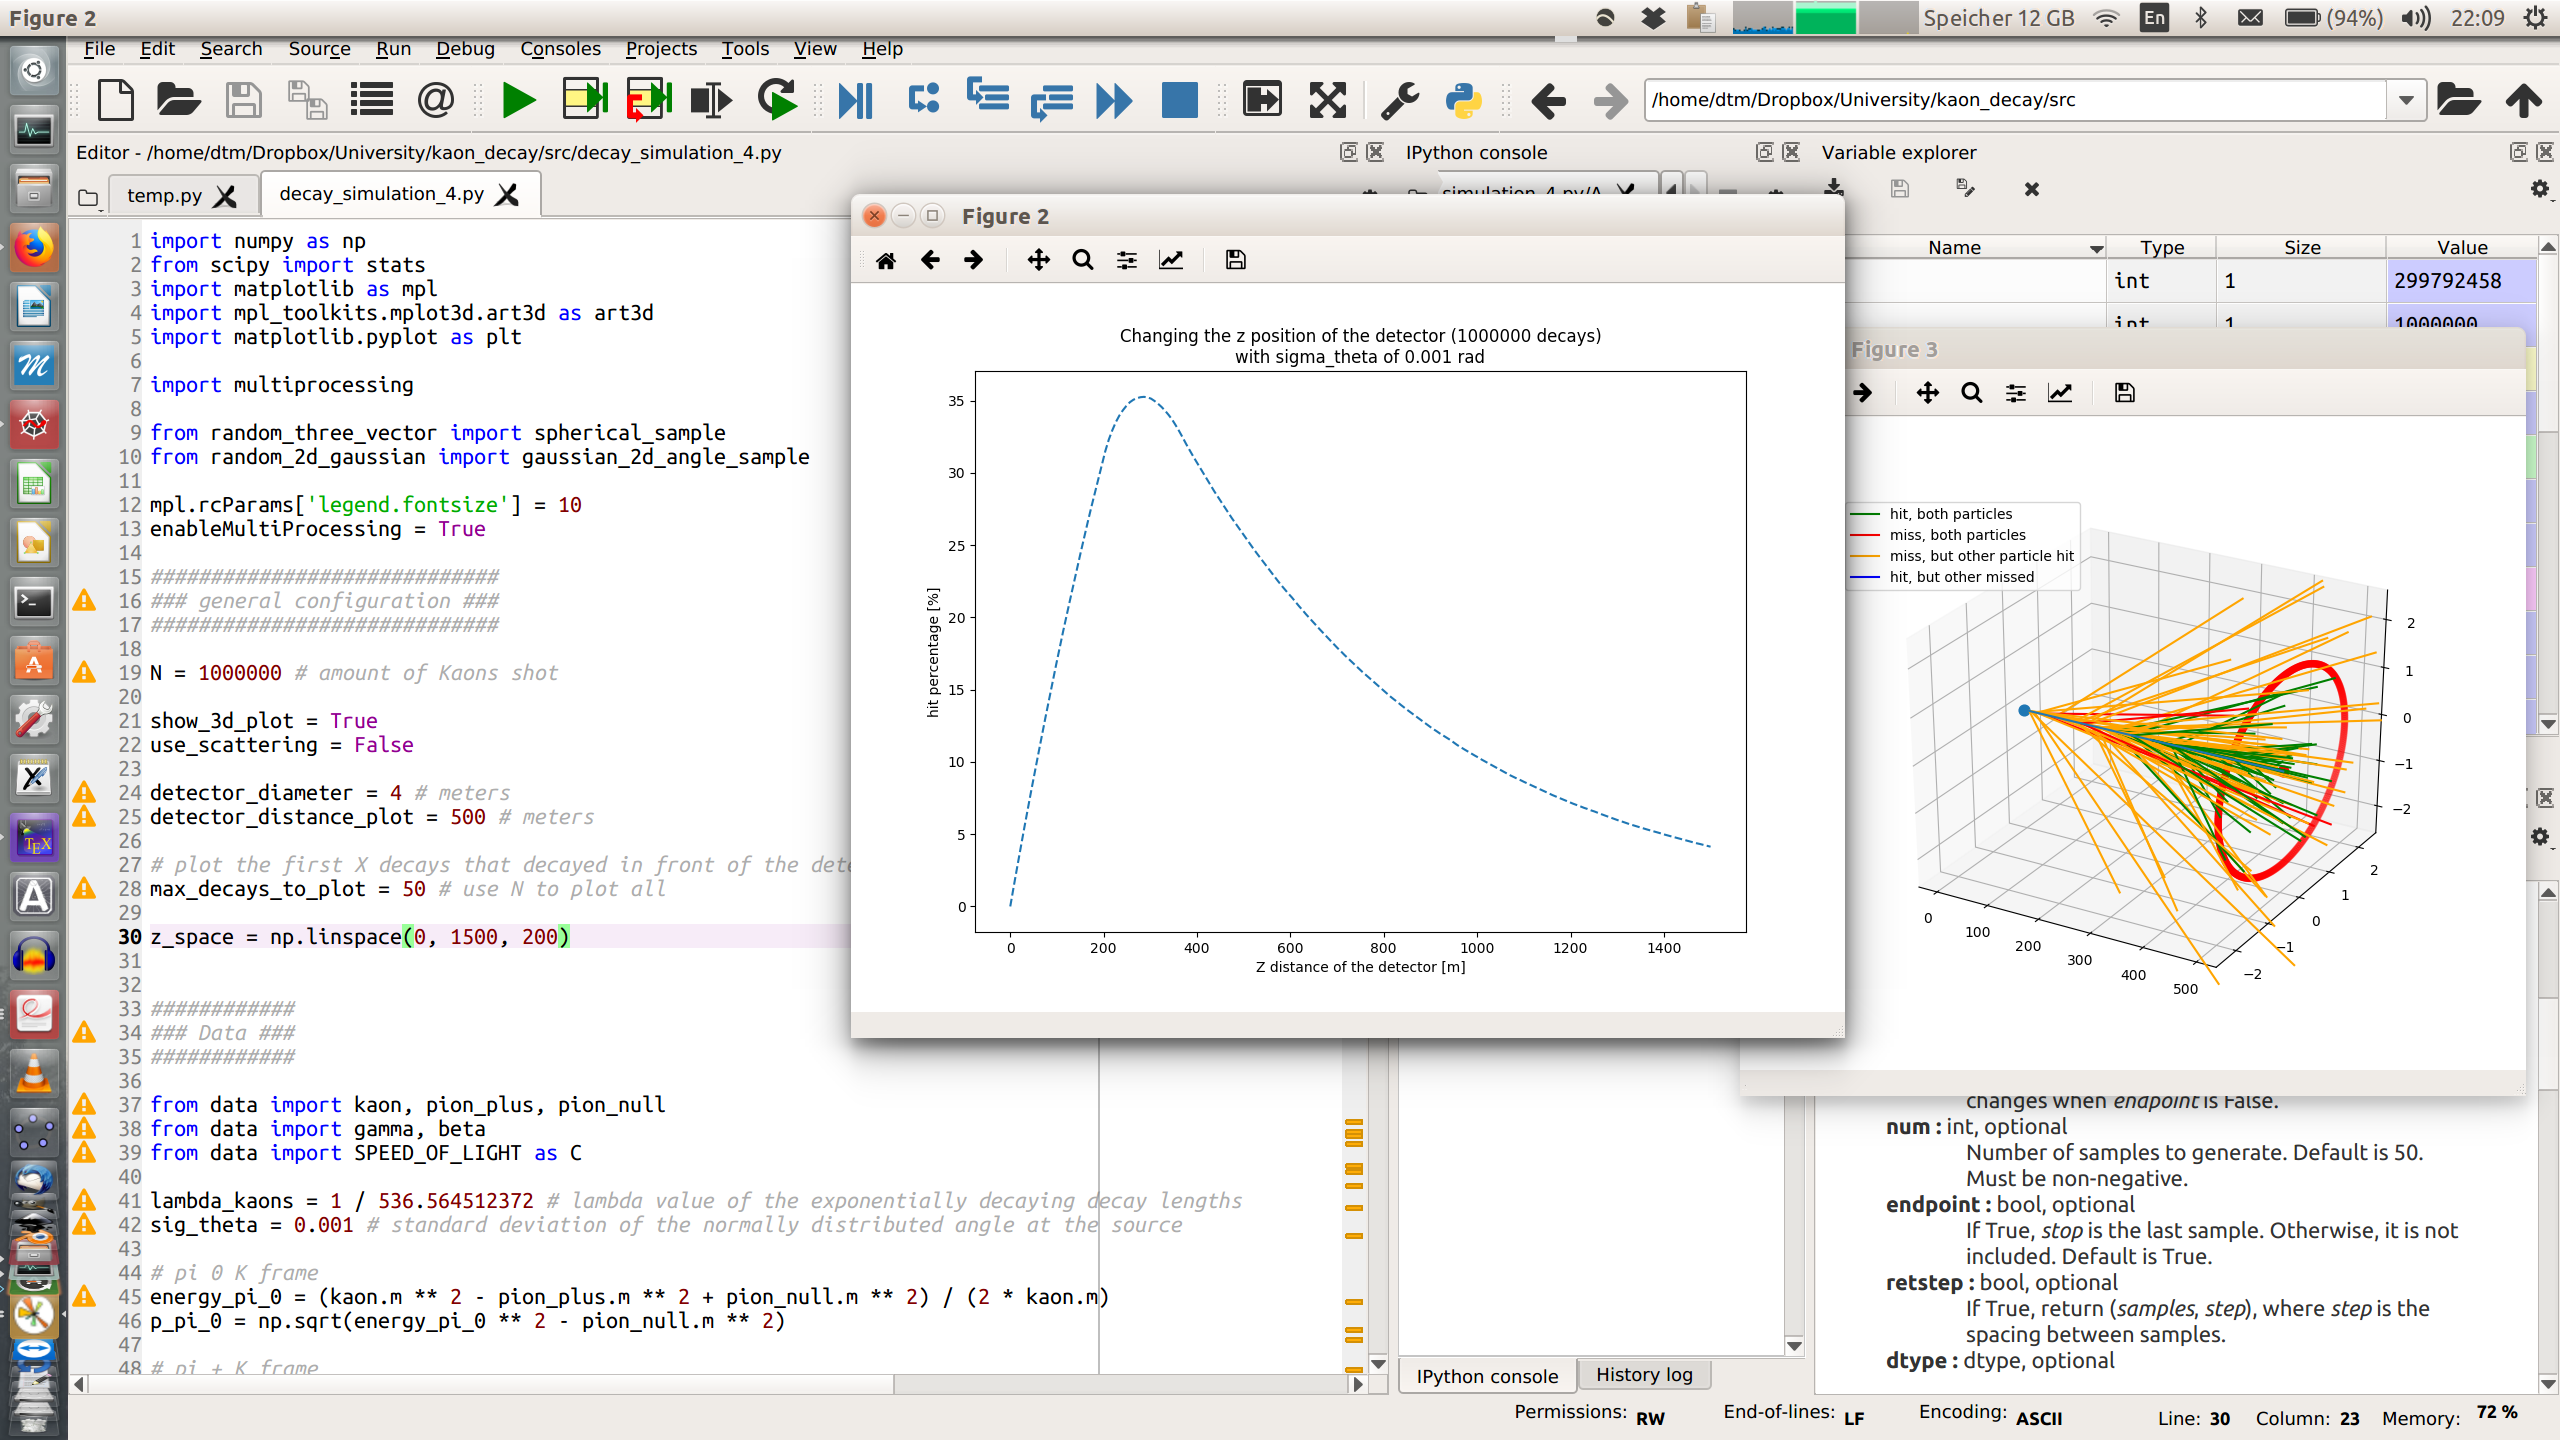 Figure 2
Speicher 12 GB
En
(94%)
22:09
File Edit Search Source Run Debug Consoles Projects Tools View Help
/home/dtm/Dropbox/University/kaon_decay/src
Editor - /home/dtm/Dropbox/University/kaon_decay/src/decay_simulation_4.py
IPython console
Variable explorer
temp.py
decay_simulation_4.py
1 import numpy as np
2 from scipy import stats
3 import matplotlib as mpl
4 import mpl_toolkits.mplot3d.art3d as art3d
5 import matplotlib.pyplot as plt
6
7 import multiprocessing
8
9 from random_three_vector import spherical_sample
10 from random_2d_gaussian import gaussian_2d_angle_sample
11
12 mpl.rcParams['legend.fontsize'] = 10
13 enableMultiProcessing = True
14
15 #############################
16 ### general configuration ###
17 #############################
18
19 N = 1000000 # amount of Kaons shot
20
21 show_3d_plot = True
22 use_scattering = False
23
24 detector_diameter = 4 # meters
25 detector_distance_plot = 500 # meters
26
27 # plot the first X decays that decayed in front of the dete
28 max_decays_to_plot = 50 # use N to plot all
29
30 z_space = np.linspace(0, 1500, 200)
31
32
33 ############
34 ### Data ###
35 ############
36
37 from data import kaon, pion_plus, pion_null
38 from data import gamma, beta
39 from data import SPEED_OF_LIGHT as C
40
41 lambda_kaons = 1 / 536.564512372 # lambda value of the exponentially decaying decay lengths
42 sig_theta = 0.001 # standard deviation of the normally distributed angle at the source
43
44 # pi 0 K frame
45 energy_pi_0 = (kaon.m ** 2 - pion_plus.m ** 2 + pion_null.m ** 2) / (2 * kaon.m)
46 p_pi_0 = np.sqrt(energy_pi_0 ** 2 - pion_null.m ** 2)
47
48 # pi + K frame
simulation_4.py/A
Figure 2
Changing the z position of the detector (1000000 decays)
with sigma_theta of 0.001 rad
35
30
25
20
15
10
5
0
hit percentage [%]
0 200 400 600 800 1000 1200 1400
Z distance of the detector [m]
Name Type Size Value
int 1 299792458
int 1 1000000
Figure 3
hit, both particles
miss, both particles
miss, but other particle hit
hit, but other missed
2
1
0
−1
−2
2
1
0
−1
−2
0
100
200
300
400
500
changes when endpoint is False.
num : int, optional
Number of samples to generate. Default is 50.
Must be non-negative.
endpoint : bool, optional
If True, stop is the last sample. Otherwise, it is not
included. Default is True.
retstep : bool, optional
If True, return (samples, step), where step is the
spacing between samples.
dtype : dtype, optional
IPython console
History log
Permissions: RW End-of-lines: LF Encoding: ASCII Line: 30 Column: 23 Memory: 72 %